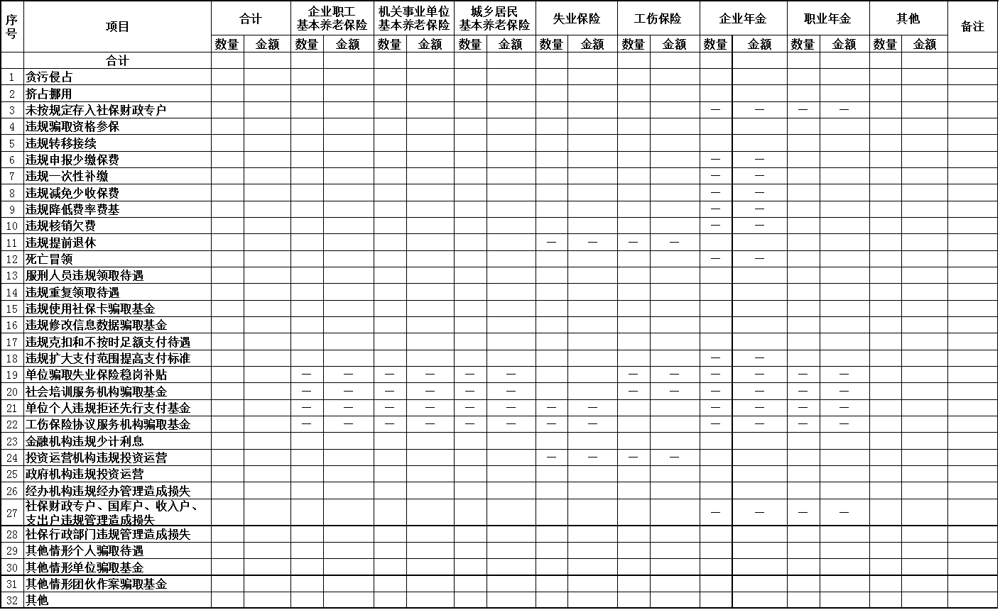 序号 项目 合计 企业职工基本养老保险 机关事业单位基本养老保险 城乡居民基本养老保险 失业保险 工伤保险 企业年金 职业年金 其他 备注
数量 金额 数量 金额 数量 金额 数量 金额 数量 金额 数量 金额 数量 金额 数量 金额 数量 金额
合计
1 贪污侵占
2 挤占挪用
3 未按规定存入社保财政专户 — — — —
4 违规骗取资格参保
5 违规转移接续
6 违规申报少缴保费 — —
7 违规一次性补缴 — —
8 违规减免少收保费 — —
9 违规降低费率费基 — —
10 违规核销欠费 — —
11 违规提前退休 — — — —
12 死亡冒领 — —
13 服刑人员违规领取待遇
14 违规重复领取待遇
15 违规使用社保卡骗取基金
16 违规修改信息数据骗取基金
17 违规克扣和不按时足额支付待遇
18 违规扩大支付范围提高支付标准 — —
19 单位骗取失业保险稳岗补贴 — — — — — — — — — — — —
20 社会培训服务机构骗取基金 — — — — — — — — — — — —
21 单位个人违规拒还先行支付基金 — — — — — — — — — — — —
22 工伤保险协议服务机构骗取基金 — — — — — — — — — — — —
23 金融机构违规少计利息
24 投资运营机构违规投资运营 — — — —
25 政府机构违规投资运营
26 经办机构违规经办管理造成损失
27 社保财政专户、国库户、收入户、
支出户违规管理造成损失 — — — —
28 社保行政部门违规管理造成损失
29 其他情形个人骗取待遇
30 其他情形单位骗取基金
31 其他情形团伙作案骗取基金
32 其他